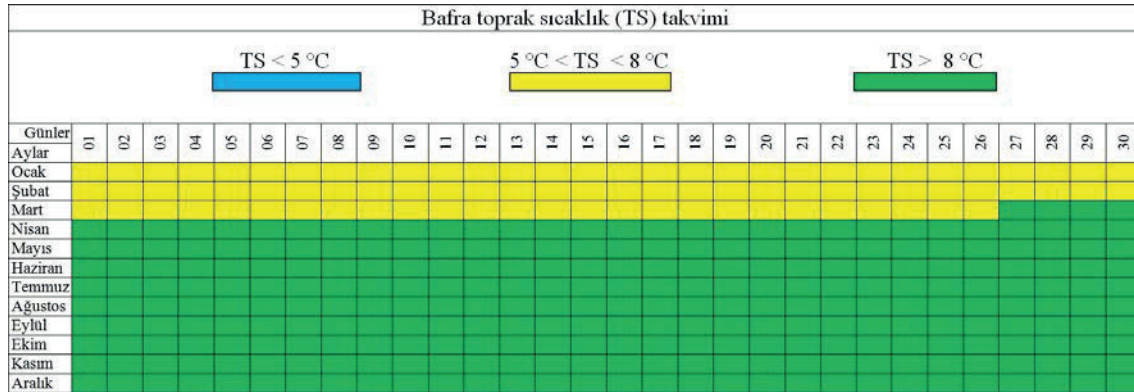 Bafra toprak sıcaklık (TS) takvimi
TS < 5 °C 5 °C < TS < 8 °C TS > 8 °C
Günler 01 02 03 04 05 06 07 08 09 10 11 12 13 14 15 16 17 18 19 20 21 22 23 24 25 26 27 28 29 30
Aylar
Ocak
Şubat
Mart
Nisan
Mayıs
Haziran
Temmuz
Ağustos
Eylül
Ekim
Kasım
Aralık